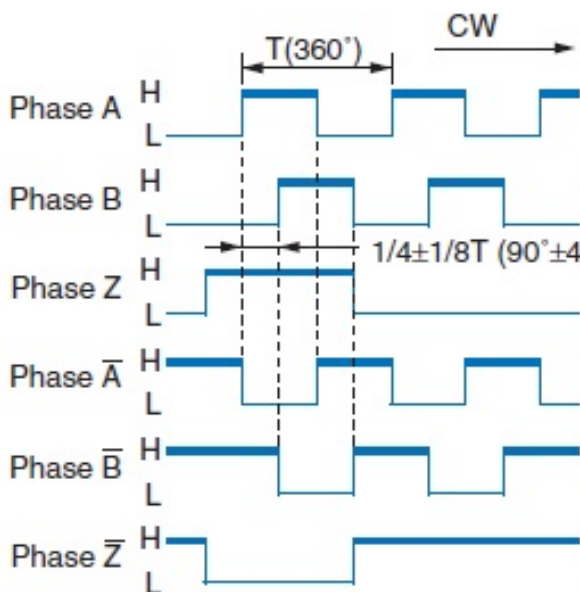 CW
T(360°)
Phase A H
L
Phase B H
L
1/4±1/8T (90°±4
Phase Z H
L
Phase A̅ H
L
Phase B̅ H
L
Phase Z̅ H
L